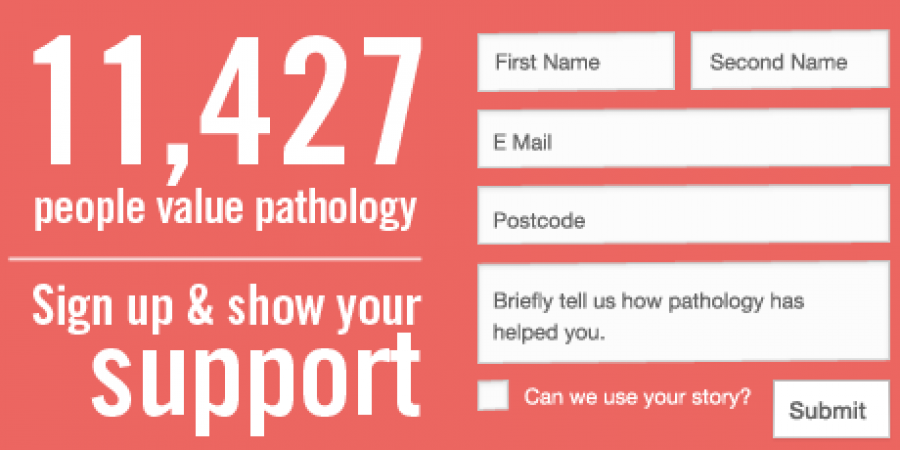 11,427
people value pathology
Sign up & show your
support
First Name
Second Name
E Mail
Postcode
Briefly tell us how pathology has
helped you.
Can we use your story?
Submit